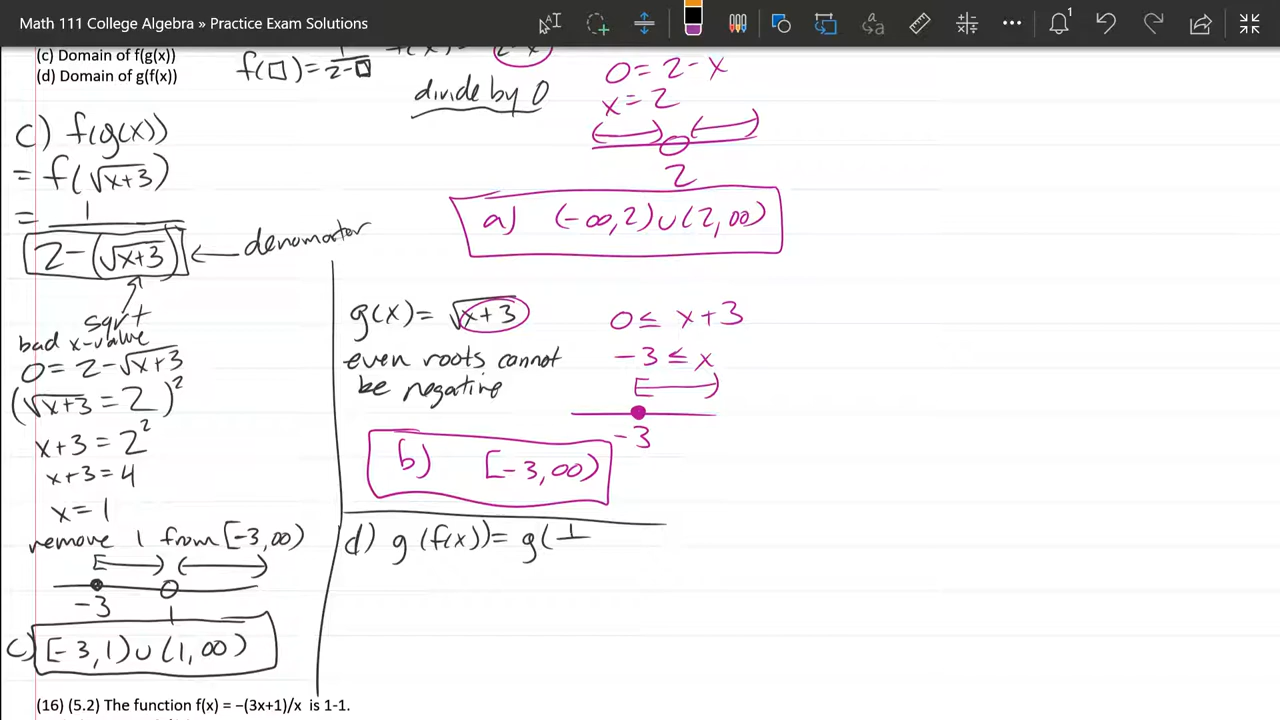 Math 111 College Algebra » Practice Exam Solutions
(c) Domain of f(g(x))
(d) Domain of g(f(x))
f(□) = 1/2-□
divide by 0
0 = 2 - x
x = 2
2
a) (-∞, 2) ∪ (2, ∞)
c) f(g(x))
= f(√x+3)
= 1
2 - (√x+3) ← denomator
sqrt
bad x-value
0 = 2 - √x+3
(√x+3 = 2)²
x+3 = 2²
x+3 = 4
x = 1
remove 1 from [-3, ∞)
-3 1
c) [-3, 1) ∪ (1, ∞)
g(x) = √x+3
even roots cannot
be negative
0 ≤ x+3
-3 ≤ x
-3
b) [-3, ∞)
d) g(f(x)) = g( 1
(16) (5.2) The function f(x) = −(3x+1)/x is 1-1.